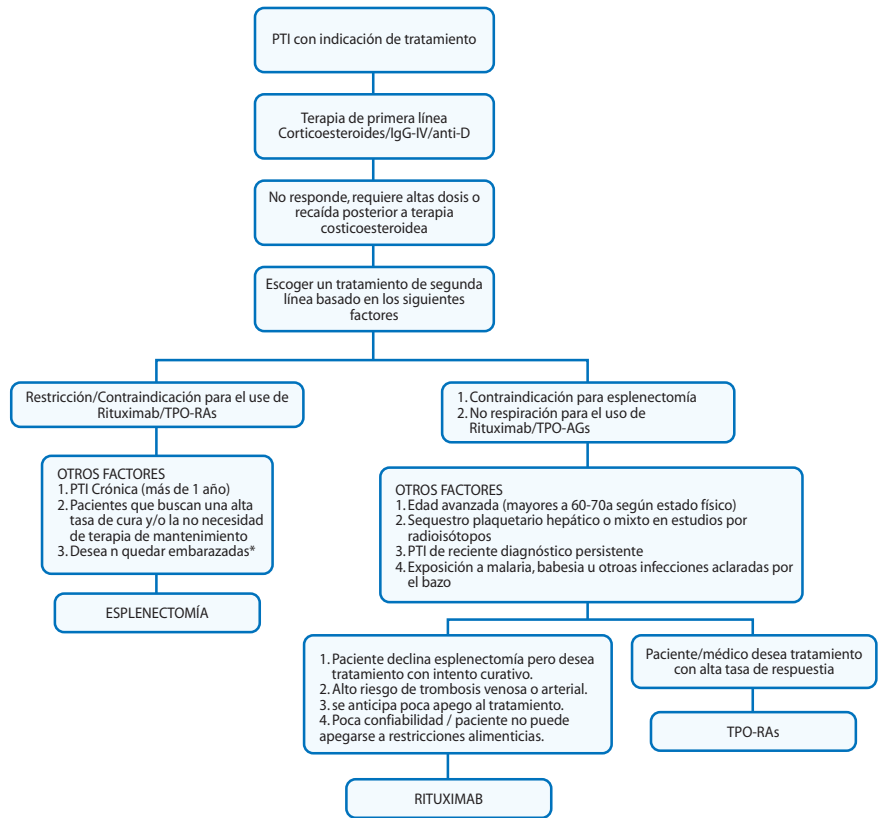 PTI con indicación de tratamiento
Terapia de primera línea
Corticoesteroides/IgG-IV/anti-D
No responde, requiere altas dosis o
recaída posterior a terapia
costicoesteroidea
Escoger un tratamiento de segunda
línea basado en los siguientes
factores
Restricción/Contraindicación para el use de
Rituximab/TPO-RAs
1. Contraindicación para esplenectomía
2. No respiración para el uso de
Rituximab/TPO-AGs
OTROS FACTORES
1. PTI Crónica (más de 1 año)
2. Pacientes que buscan una alta
tasa de cura y/o la no necesidad
de terapia de mantenimiento
3. Desea n quedar embarazadas*
OTROS FACTORES
1. Edad avanzada (mayores a 60-70a según estado físico)
2. Sequestro plaquetario hepático o mixto en estudios por
radioisótopos
3. PTI de reciente diagnóstico persistente
4. Exposición a malaria, babesia u otroas infecciones aclaradas por
el bazo
ESPLENECTOMÍA
1. Paciente declina esplenectomía pero desea
tratamiento con intento curativo.
2. Alto riesgo de trombosis venosa o arterial.
3. se anticipa poca apego al tratamiento.
4. Poca confiabilidad / paciente no puede
apegarse a restricciones alimenticias.
Paciente/médico desea tratamiento
con alta tasa de respuestia
TPO-RAs
RITUXIMAB